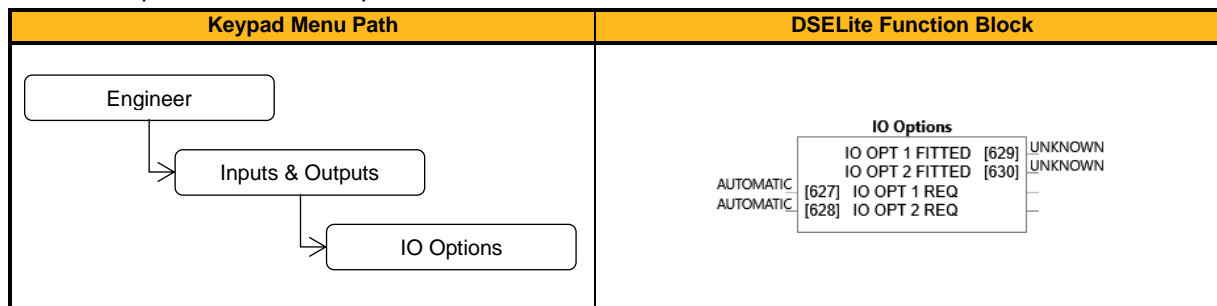 Keypad Menu Path
DSELite Function Block
Engineer
Inputs & Outputs
IO Options
IO Options
IO OPT 1 FITTED [629] UNKNOWN
IO OPT 2 FITTED [630] UNKNOWN
AUTOMATIC [627] IO OPT 1 REQ
AUTOMATIC [628] IO OPT 2 REQ